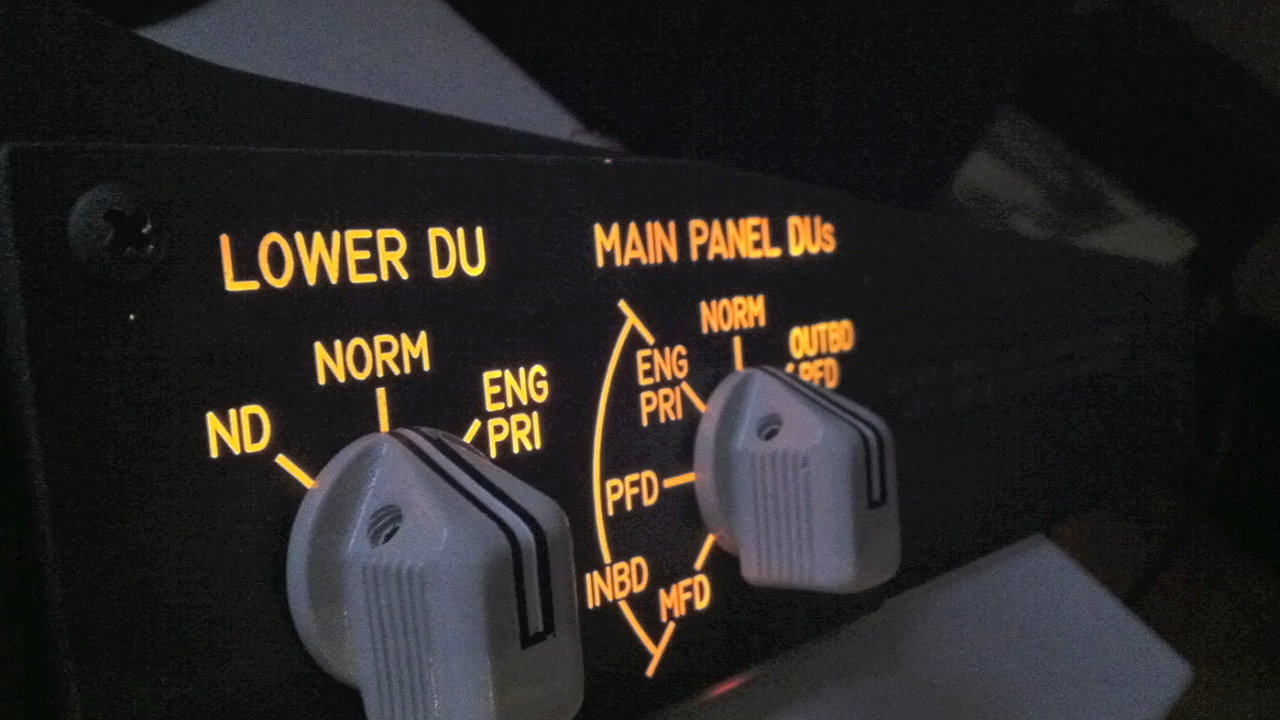 LOWER DU
NORM
ND
ENG
PRI
MAIN PANEL DUs
NORM
OUTBD
PFD
ENG
PRI
PFD
INBD
MFD